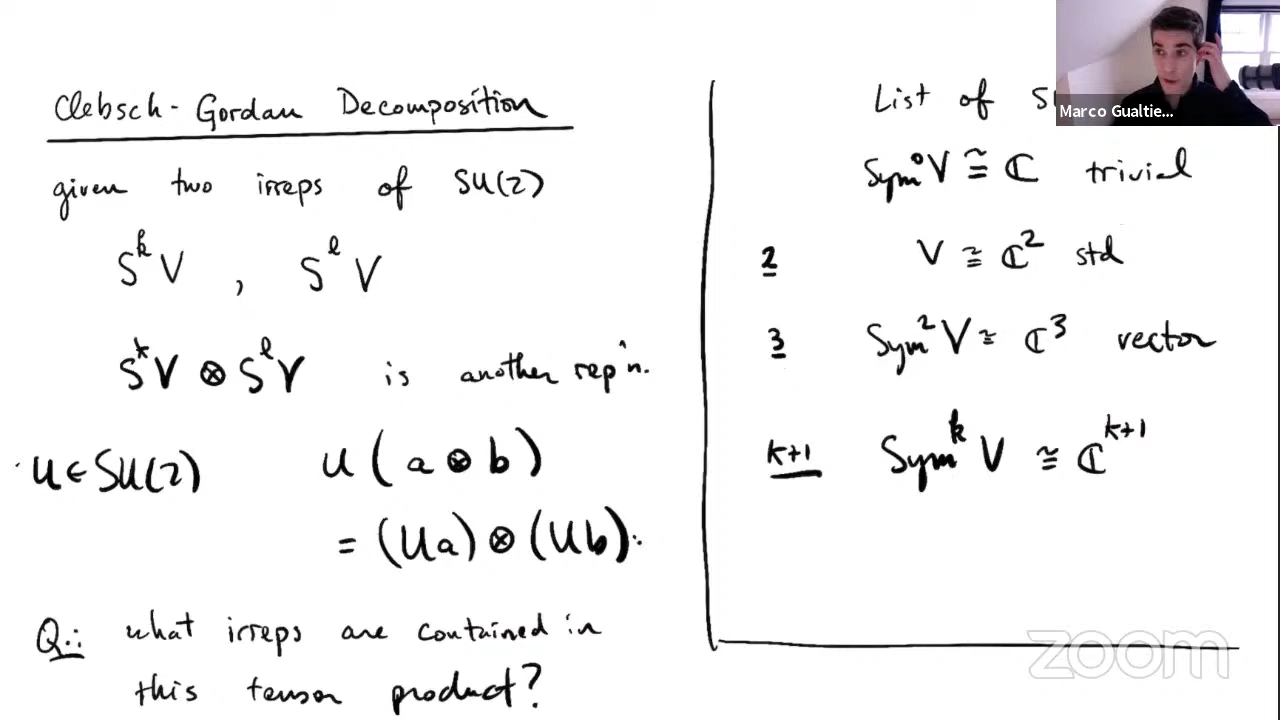 Clebsch-Gordan Decomposition
given two irreps of SU(2)
S^k V , S^l V
S^k V ⊗ S^l V is another rep'n.
U ∈ SU(2) U (a ⊗ b)
= (Ua) ⊗ (Ub).
Q: what irreps are contained in
this tensor product?
List of
Sym^0 V ≅ ℂ trivial
2 V ≅ ℂ^2 std
3 Sym^2 V ≅ ℂ^3 vector
k+1 Sym^k V ≅ ℂ^{k+1}
Marco Gualtie...
zoom